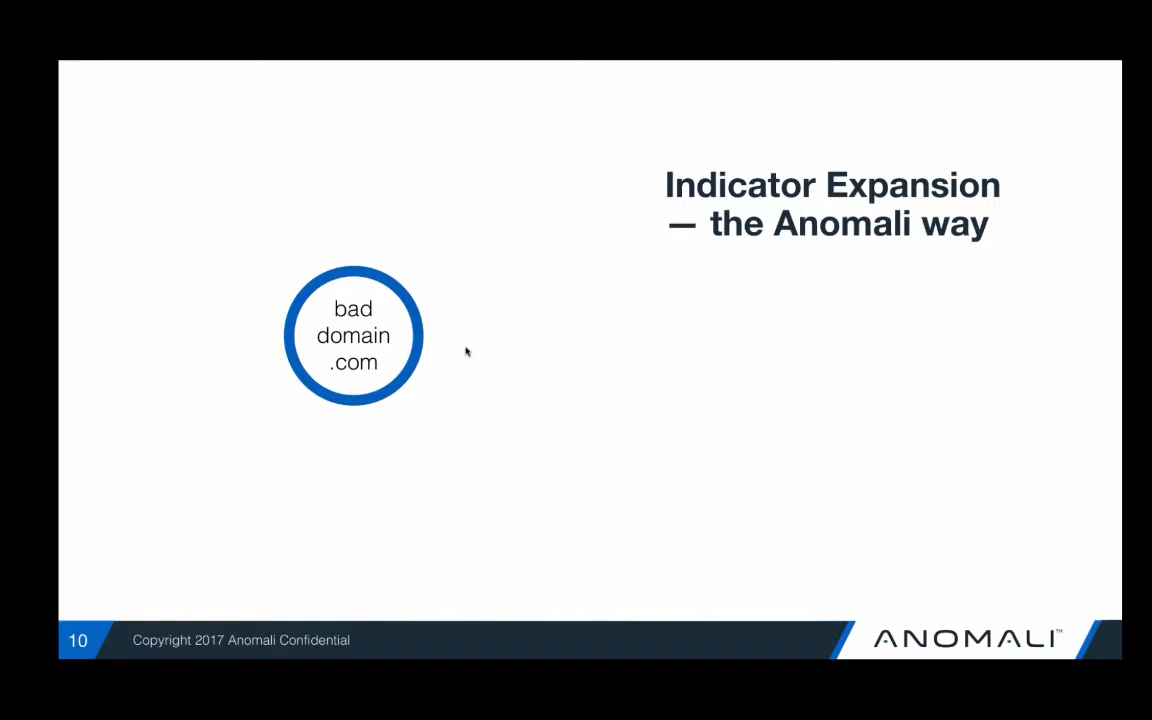 Indicator Expansion
— the Anomali way
bad
domain
.com
10
Copyright 2017 Anomali Confidential
ANOMALI™